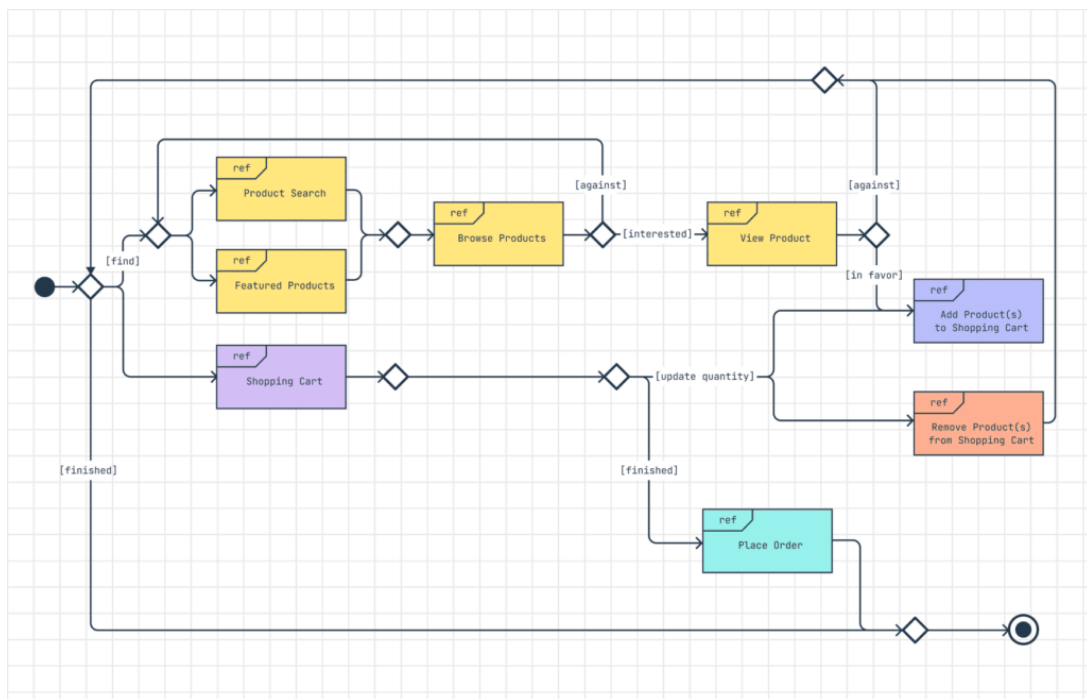 ref
Product Search
[against]
[against]
ref
Browse Products
[interested]
ref
View Product
[find]
ref
Featured Products
[in favor]
ref
Add Product(s)
to Shopping Cart
ref
Shopping Cart
[update quantity]
ref
Remove Product(s)
from Shopping Cart
[finished]
[finished]
ref
Place Order